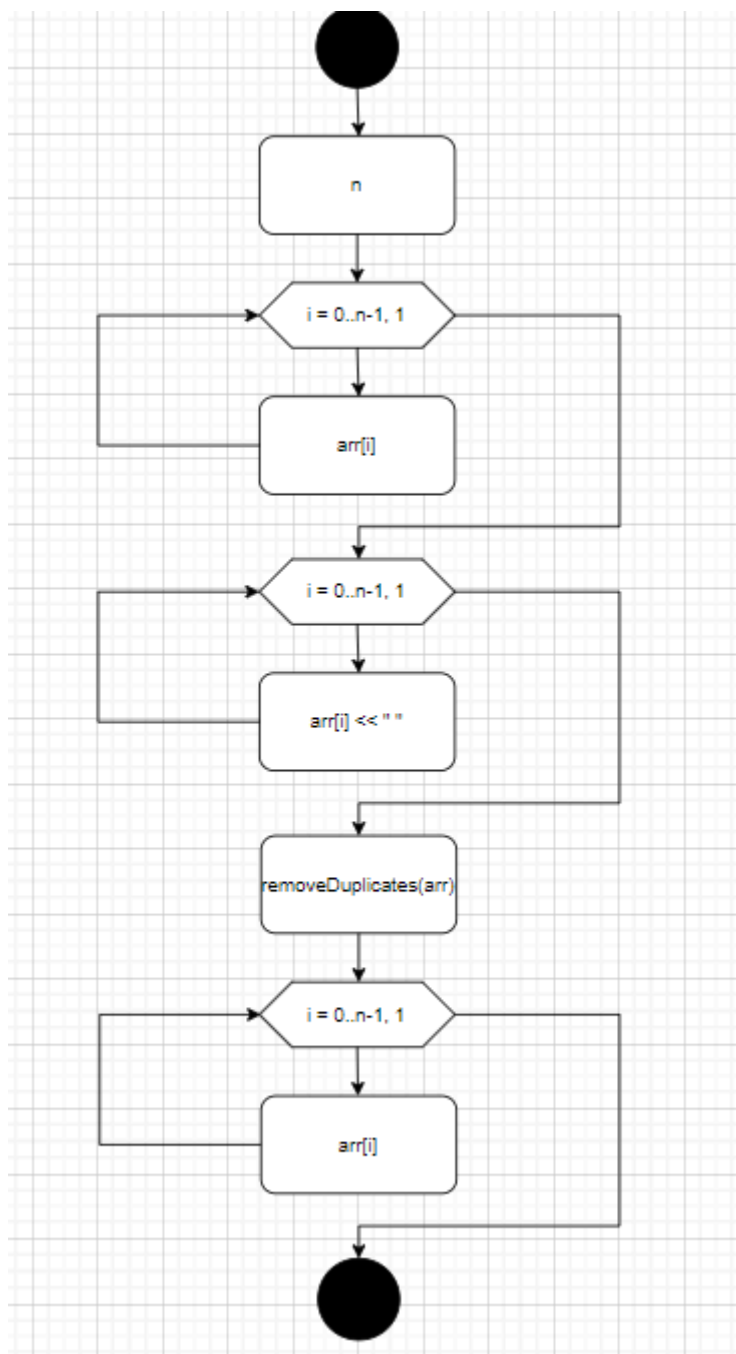 n
i = 0..n-1, 1
arr[i]
i = 0..n-1, 1
arr[i] << " "
removeDuplicates(arr)
i = 0..n-1, 1
arr[i]